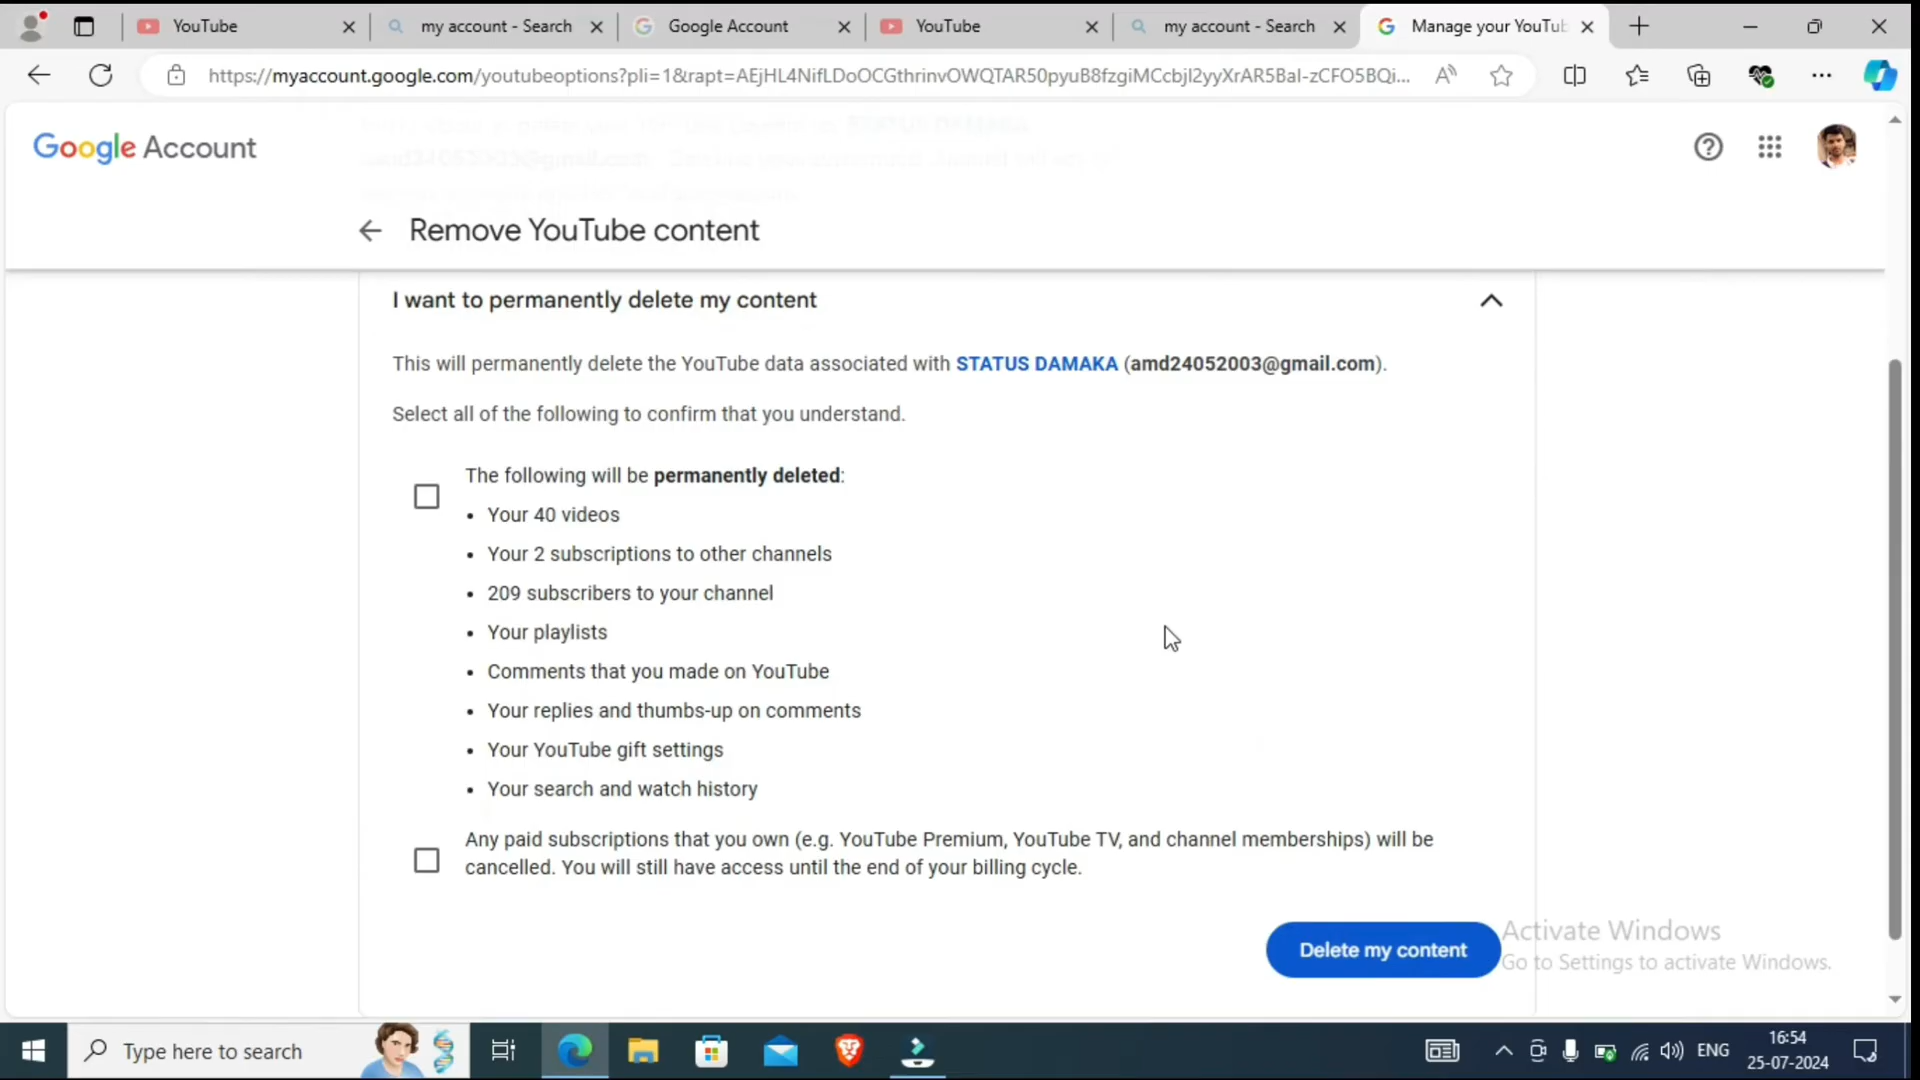 YouTube
my account - Search
Google Account
YouTube
my account - Search
Manage your YouTub
https://myaccount.google.com/youtubeoptions?pli=1&rapt=AEjHL4NifLDoOCGthrinvOWQTAR50pyuB8fzgiMCcbjI2yyXrAR5BaI-zCFO5BQi...
Google Account
Remove YouTube content
I want to permanently delete my content
This will permanently delete the YouTube data associated with STATUS DAMAKA (amd24052003@gmail.com).
Select all of the following to confirm that you understand.
The following will be permanently deleted:
• Your 40 videos
• Your 2 subscriptions to other channels
• 209 subscribers to your channel
• Your playlists
• Comments that you made on YouTube
• Your replies and thumbs-up on comments
• Your YouTube gift settings
• Your search and watch history
Any paid subscriptions that you own (e.g. YouTube Premium, YouTube TV, and channel memberships) will be
cancelled. You will still have access until the end of your billing cycle.
Delete my content
Activate Windows
Go to Settings to activate Windows.
Type here to search
ENG
16:54
25-07-2024